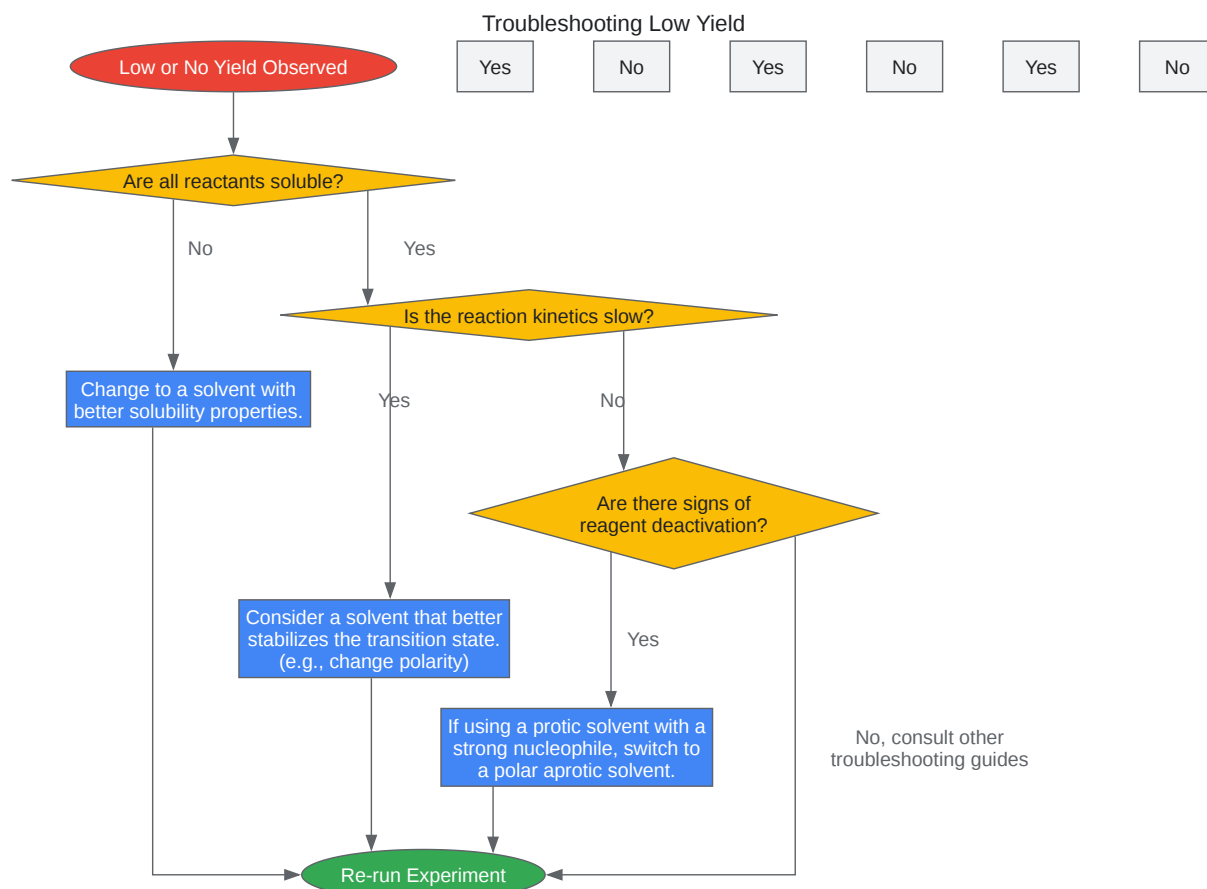 Troubleshooting Low Yield
Low or No Yield Observed
Yes
No
Yes
No
Yes
No
Are all reactants soluble?
No
Yes
Is the reaction kinetics slow?
Change to a solvent with
better solubility properties.
Yes
No
Are there signs of
reagent deactivation?
Consider a solvent that better
stabilizes the transition state.
(e.g., change polarity)
Yes
If using a protic solvent with a
strong nucleophile, switch to
a polar aprotic solvent.
No, consult other
troubleshooting guides
Re-run Experiment